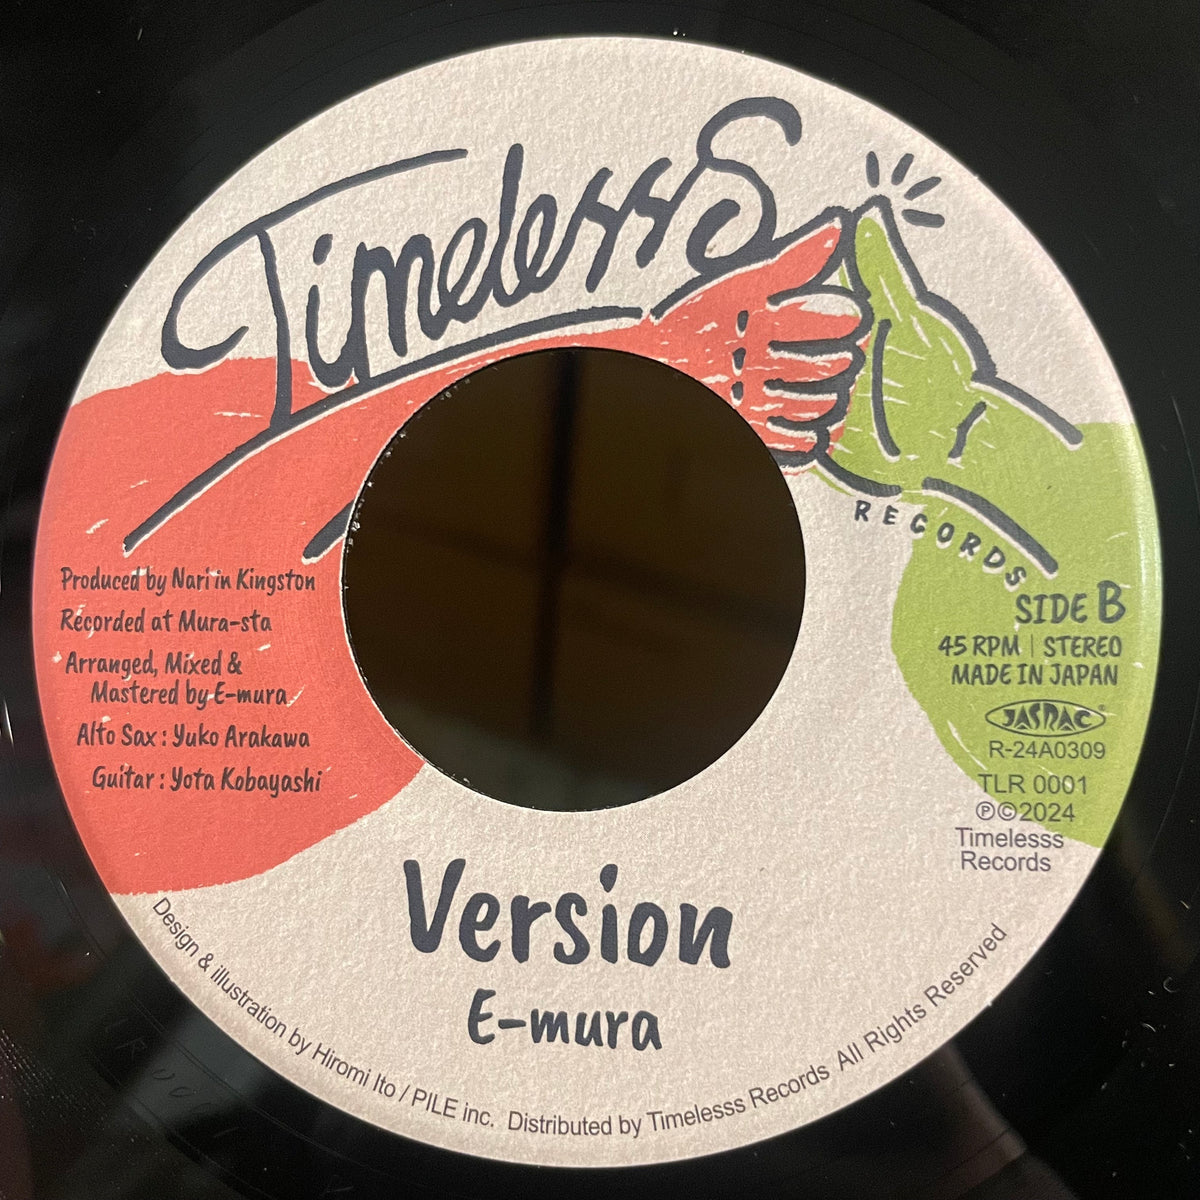 Timelesss
RECORDS
Produced by Nari in Kingston
Recorded at Mura-sta
Arranged, Mixed &
Mastered by E-mura
Alto Sax : Yuko Arakawa
Guitar : Yota Kobayashi
SIDE B
45 RPM | STEREO
MADE IN JAPAN
JASRAC®
R-24A0309
TLR 0001
℗©2024
Timelesss
Records
Version
E-mura
Design & illustration by Hiromi Ito / PILE inc. Distributed by Timelesss Records All Rights Reserved